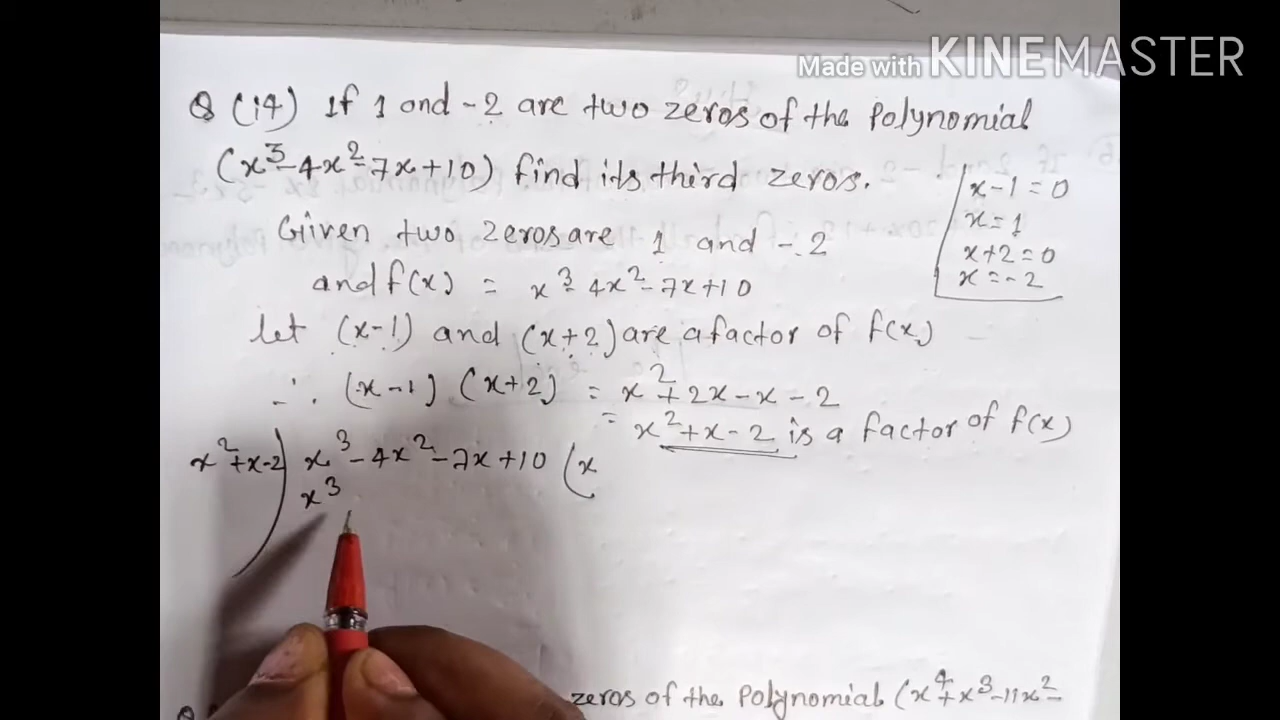 Made with KINEMASTER
Q (14) If 1 and -2 are two zeros of the Polynomial
(x³-4x²-7x+10) find its third zeros.
x-1=0
x=1
x+2=0
x=-2
Given two zeros are 1 and -2
and f(x) = x³-4x²-7x+10
let (x-1) and (x+2) are a factor of f(x)
∴ (x-1) (x+2) = x²+2x-x-2
= x²+x-2 is a factor of f(x)
x²+x-2) x³-4x²-7x+10 (x
x³
zeros of the Polynomial (x⁴+x³-11x²-